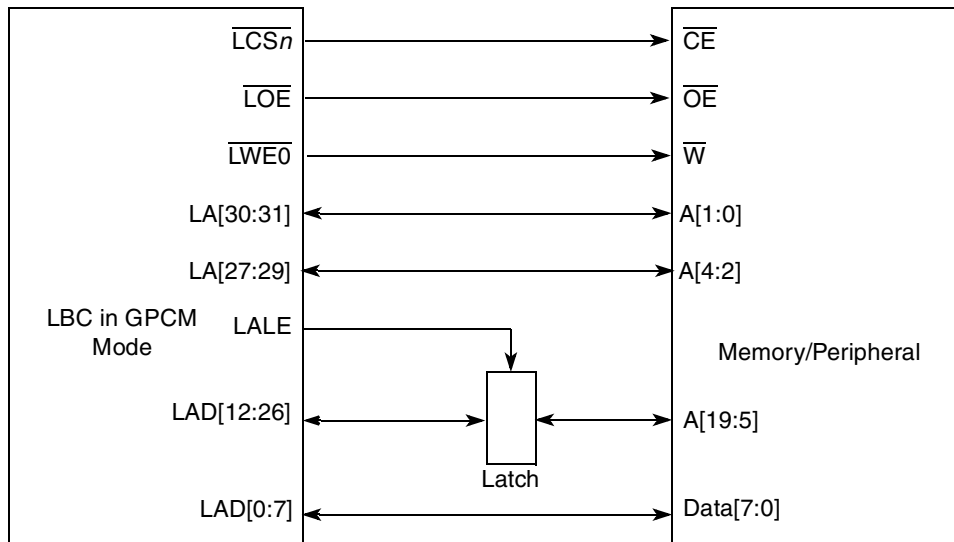 LCSn CE
LOE OE
LWE0 W
LA[30:31] A[1:0]
LA[27:29] A[4:2]
LBC in GPCM Mode
LALE
Memory/Peripheral
LAD[12:26] A[19:5]
Latch
LAD[0:7] Data[7:0]